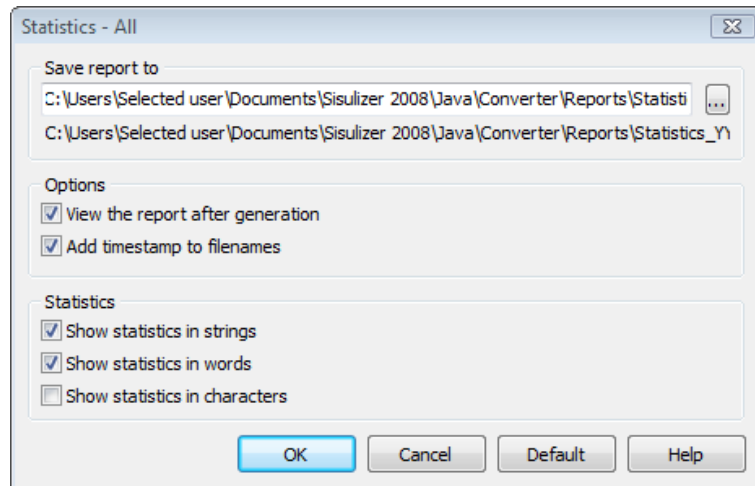 Statistics - All
Save report to
C:\Users\Selected user\Documents\Sisulizer 2008\Java\Converter\Reports\Statisti
...
C:\Users\Selected user\Documents\Sisulizer 2008\Java\Converter\Reports\Statistics_YY
Options
View the report after generation
Add timestamp to filenames
Statistics
Show statistics in strings
Show statistics in words
Show statistics in characters
OK Cancel Default Help